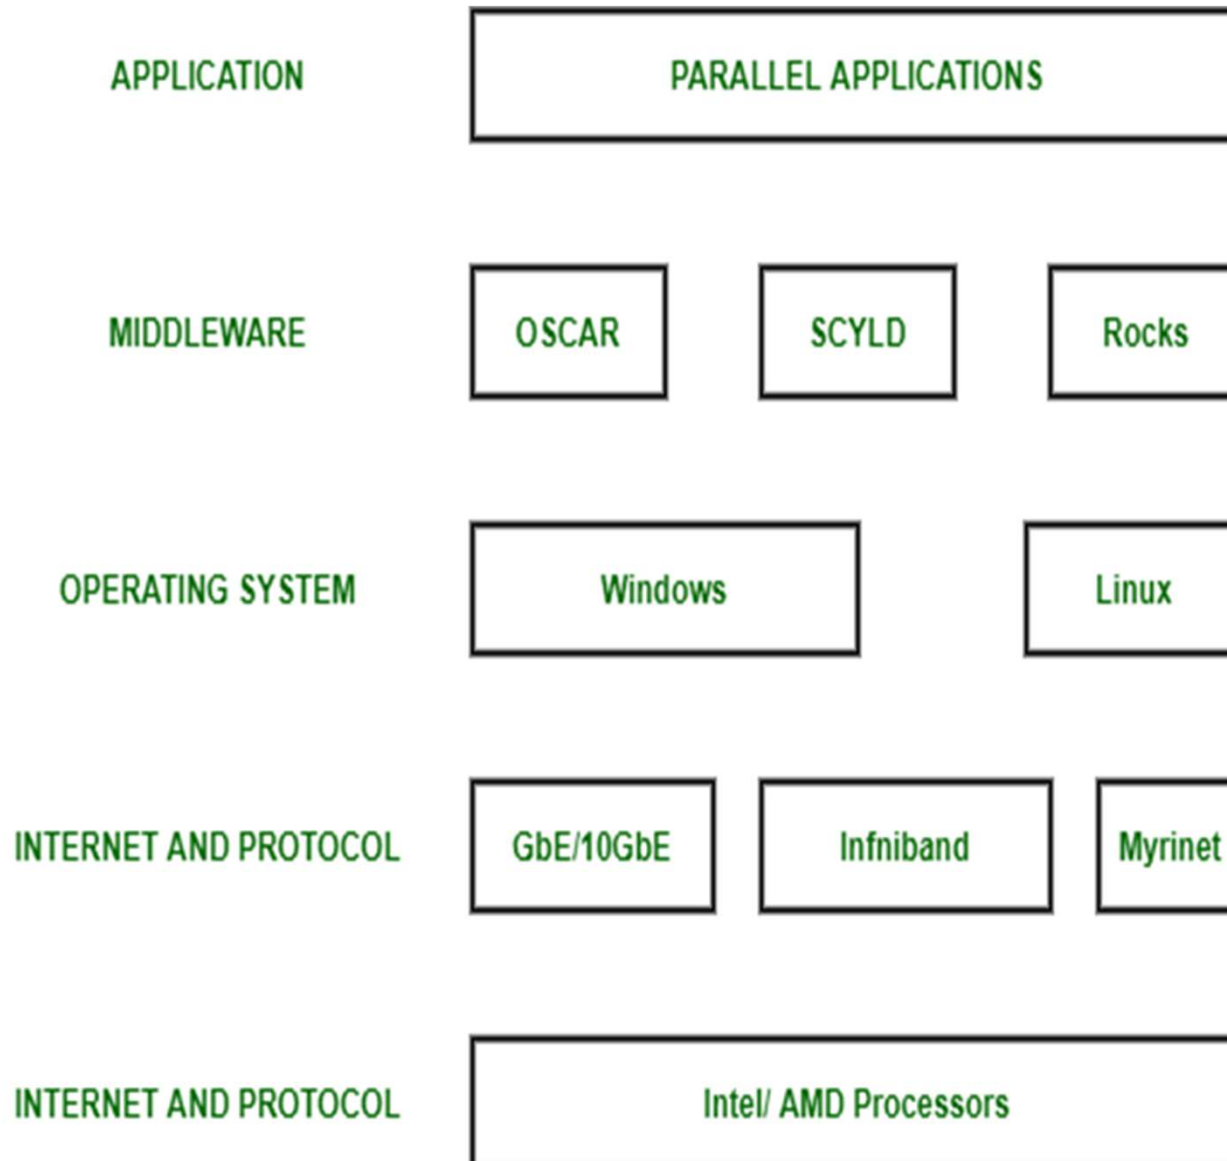 APPLICATION PARALLEL APPLICATIONS
MIDDLEWARE OSCAR SCYLD Rocks
OPERATING SYSTEM Windows Linux
INTERNET AND PROTOCOL GbE/10GbE Infniband Myrinet
INTERNET AND PROTOCOL Intel/ AMD Processors